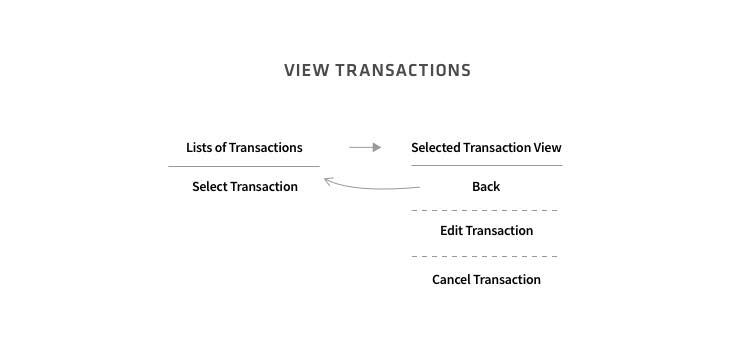 VIEW TRANSACTIONS
Lists of Transactions
Select Transaction
Selected Transaction View
Back
Edit Transaction
Cancel Transaction